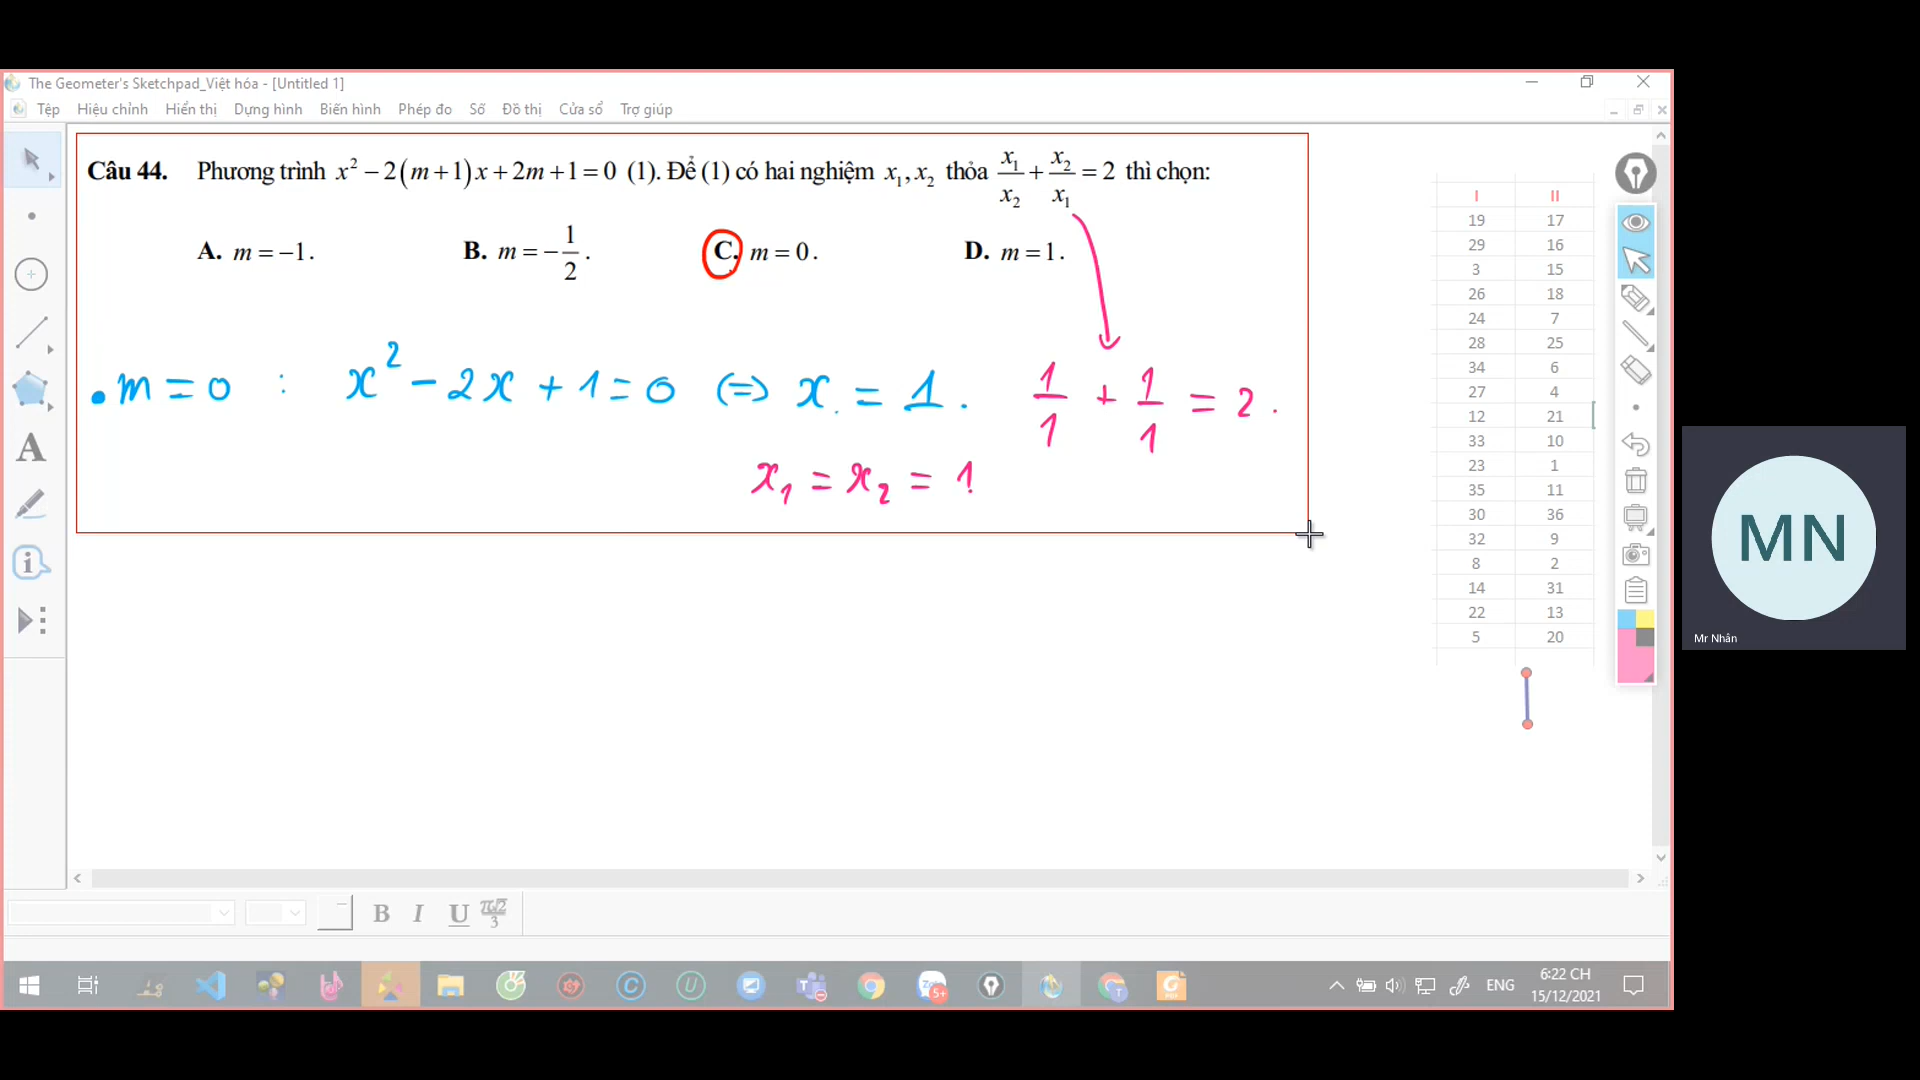 The Geometer's Sketchpad_Việt hóa - [Untitled 1]
Tệp Hiệu chỉnh Hiển thị Dựng hình Biến hình Phép đo Số Đồ thị Cửa sổ Trợ giúp
Câu 44. Phương trình x² − 2(m+1)x + 2m + 1 = 0 (1). Để (1) có hai nghiệm x₁, x₂ thỏa x₁/x₂ + x₂/x₁ = 2 thì chọn:
A. m = −1. B. m = −1/2. C. m = 0. D. m = 1.
• m = 0 : x² − 2x + 1 = 0 (=) x = 1. 1/1 + 1/1 = 2.
x₁ = x₂ = 1
I II
19 17
29 16
3 15
26 18
24 7
28 25
34 6
27 4
12 21
33 10
23 1
35 11
30 36
32 9
8 2
14 31
22 13
5 20
A
MN
Mr Nhân
B I U π√2/3
5+
ENG
6:22 CH
15/12/2021